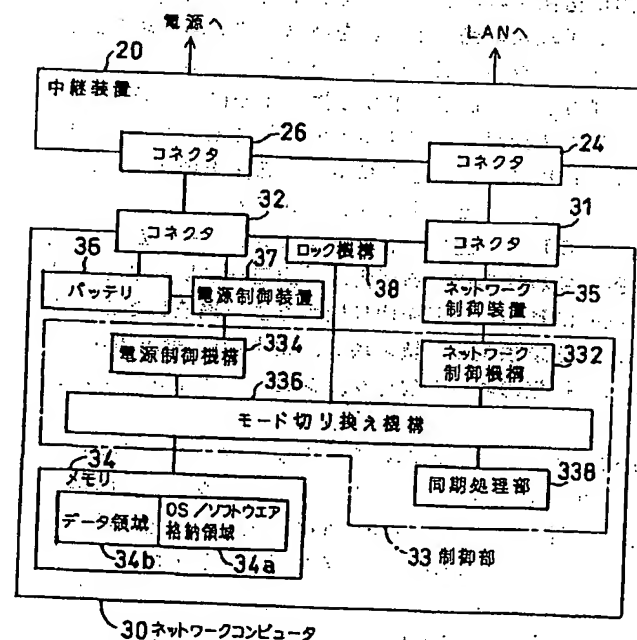 電源へ
LANへ
20
中継装置
26
24
コネクタ
コネクタ
32
31
コネクタ
コネクタ
36
37
ロック機構
38
バッテリ
電源制御装置
ネットワーク
制御装置
35
334
電源制御機構
ネットワーク
制御機構
332
336
モード切り換え機構
34
メモリ
同期処理部
338
データ領域
OS/ソフトウエア
格納領域
34b
34a
33 制御部
30 ネットワークコンピュータ